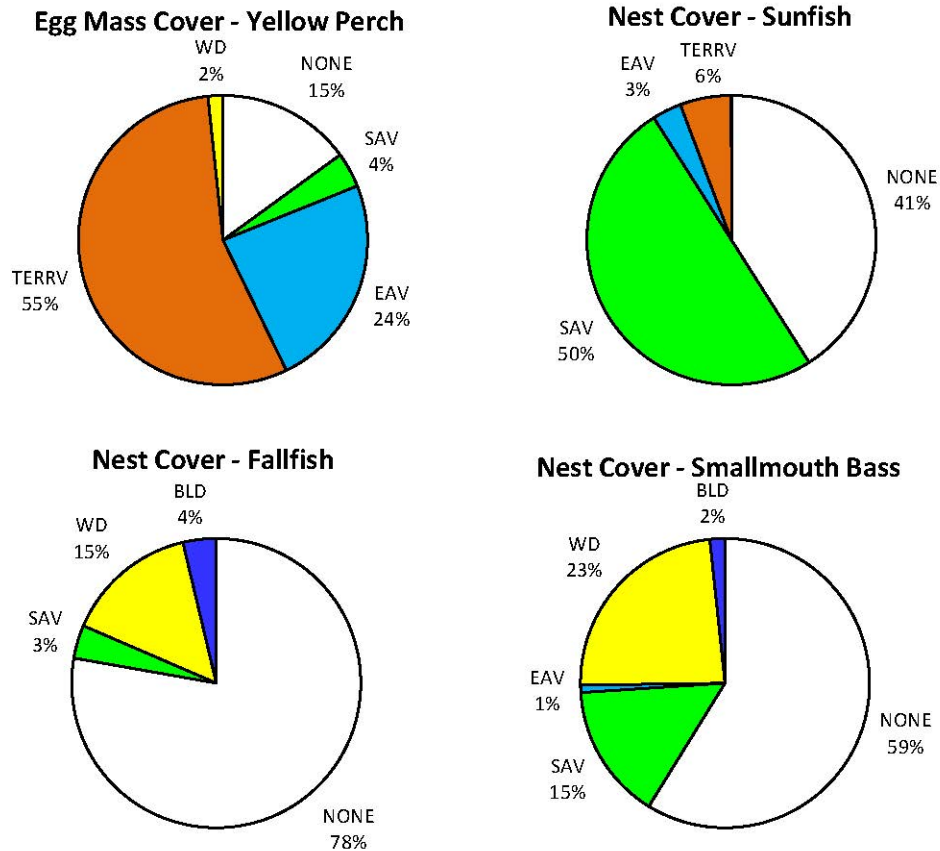 Egg Mass Cover - Yellow Perch
WD
2%
NONE
15%
SAV
4%
EAV
24%
TERRV
55%
Nest Cover - Sunfish
EAV
3%
TERRV
6%
NONE
41%
SAV
50%
Nest Cover - Fallfish
BLD
4%
WD
15%
SAV
3%
NONE
78%
Nest Cover - Smallmouth Bass
BLD
2%
WD
23%
EAV
1%
SAV
15%
NONE
59%